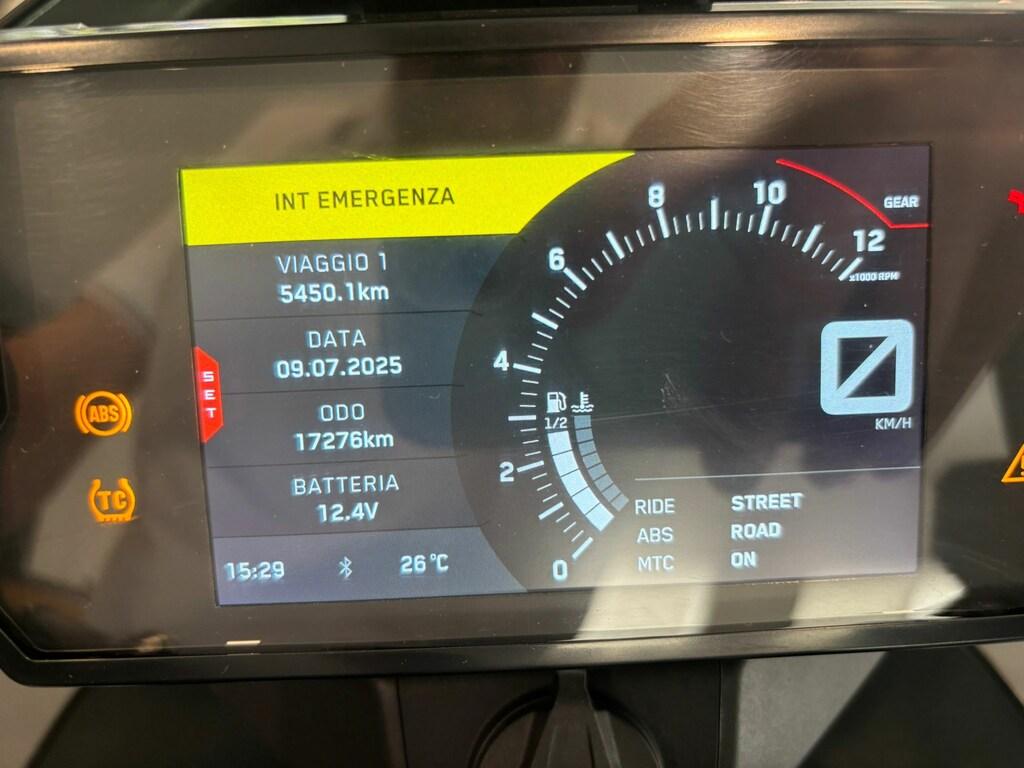 INT EMERGENZA
VIAGGIO 1
5450.1km
DATA
09.07.2025
ODO
17276km
BATTERIA
12.4V
15:29
26°C
SET
ABS
TC
0
2
4
6
8
10
12
x1000 RPM
GEAR
1/2
0
KM/H
RIDE STREET
ABS ROAD
MTC ON